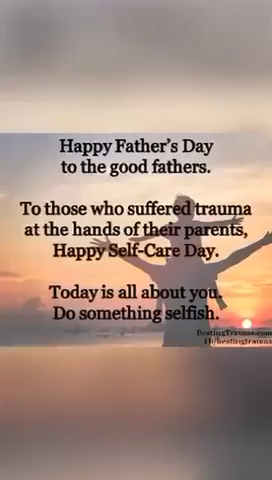 Happy Father's Day
to the good fathers.
To those who suffered trauma
at the hands of their parents,
Happy Self-Care Day.
Today is all about you.
Do something selfish.
BeatingTrauma.com
fb/beatingtrauma